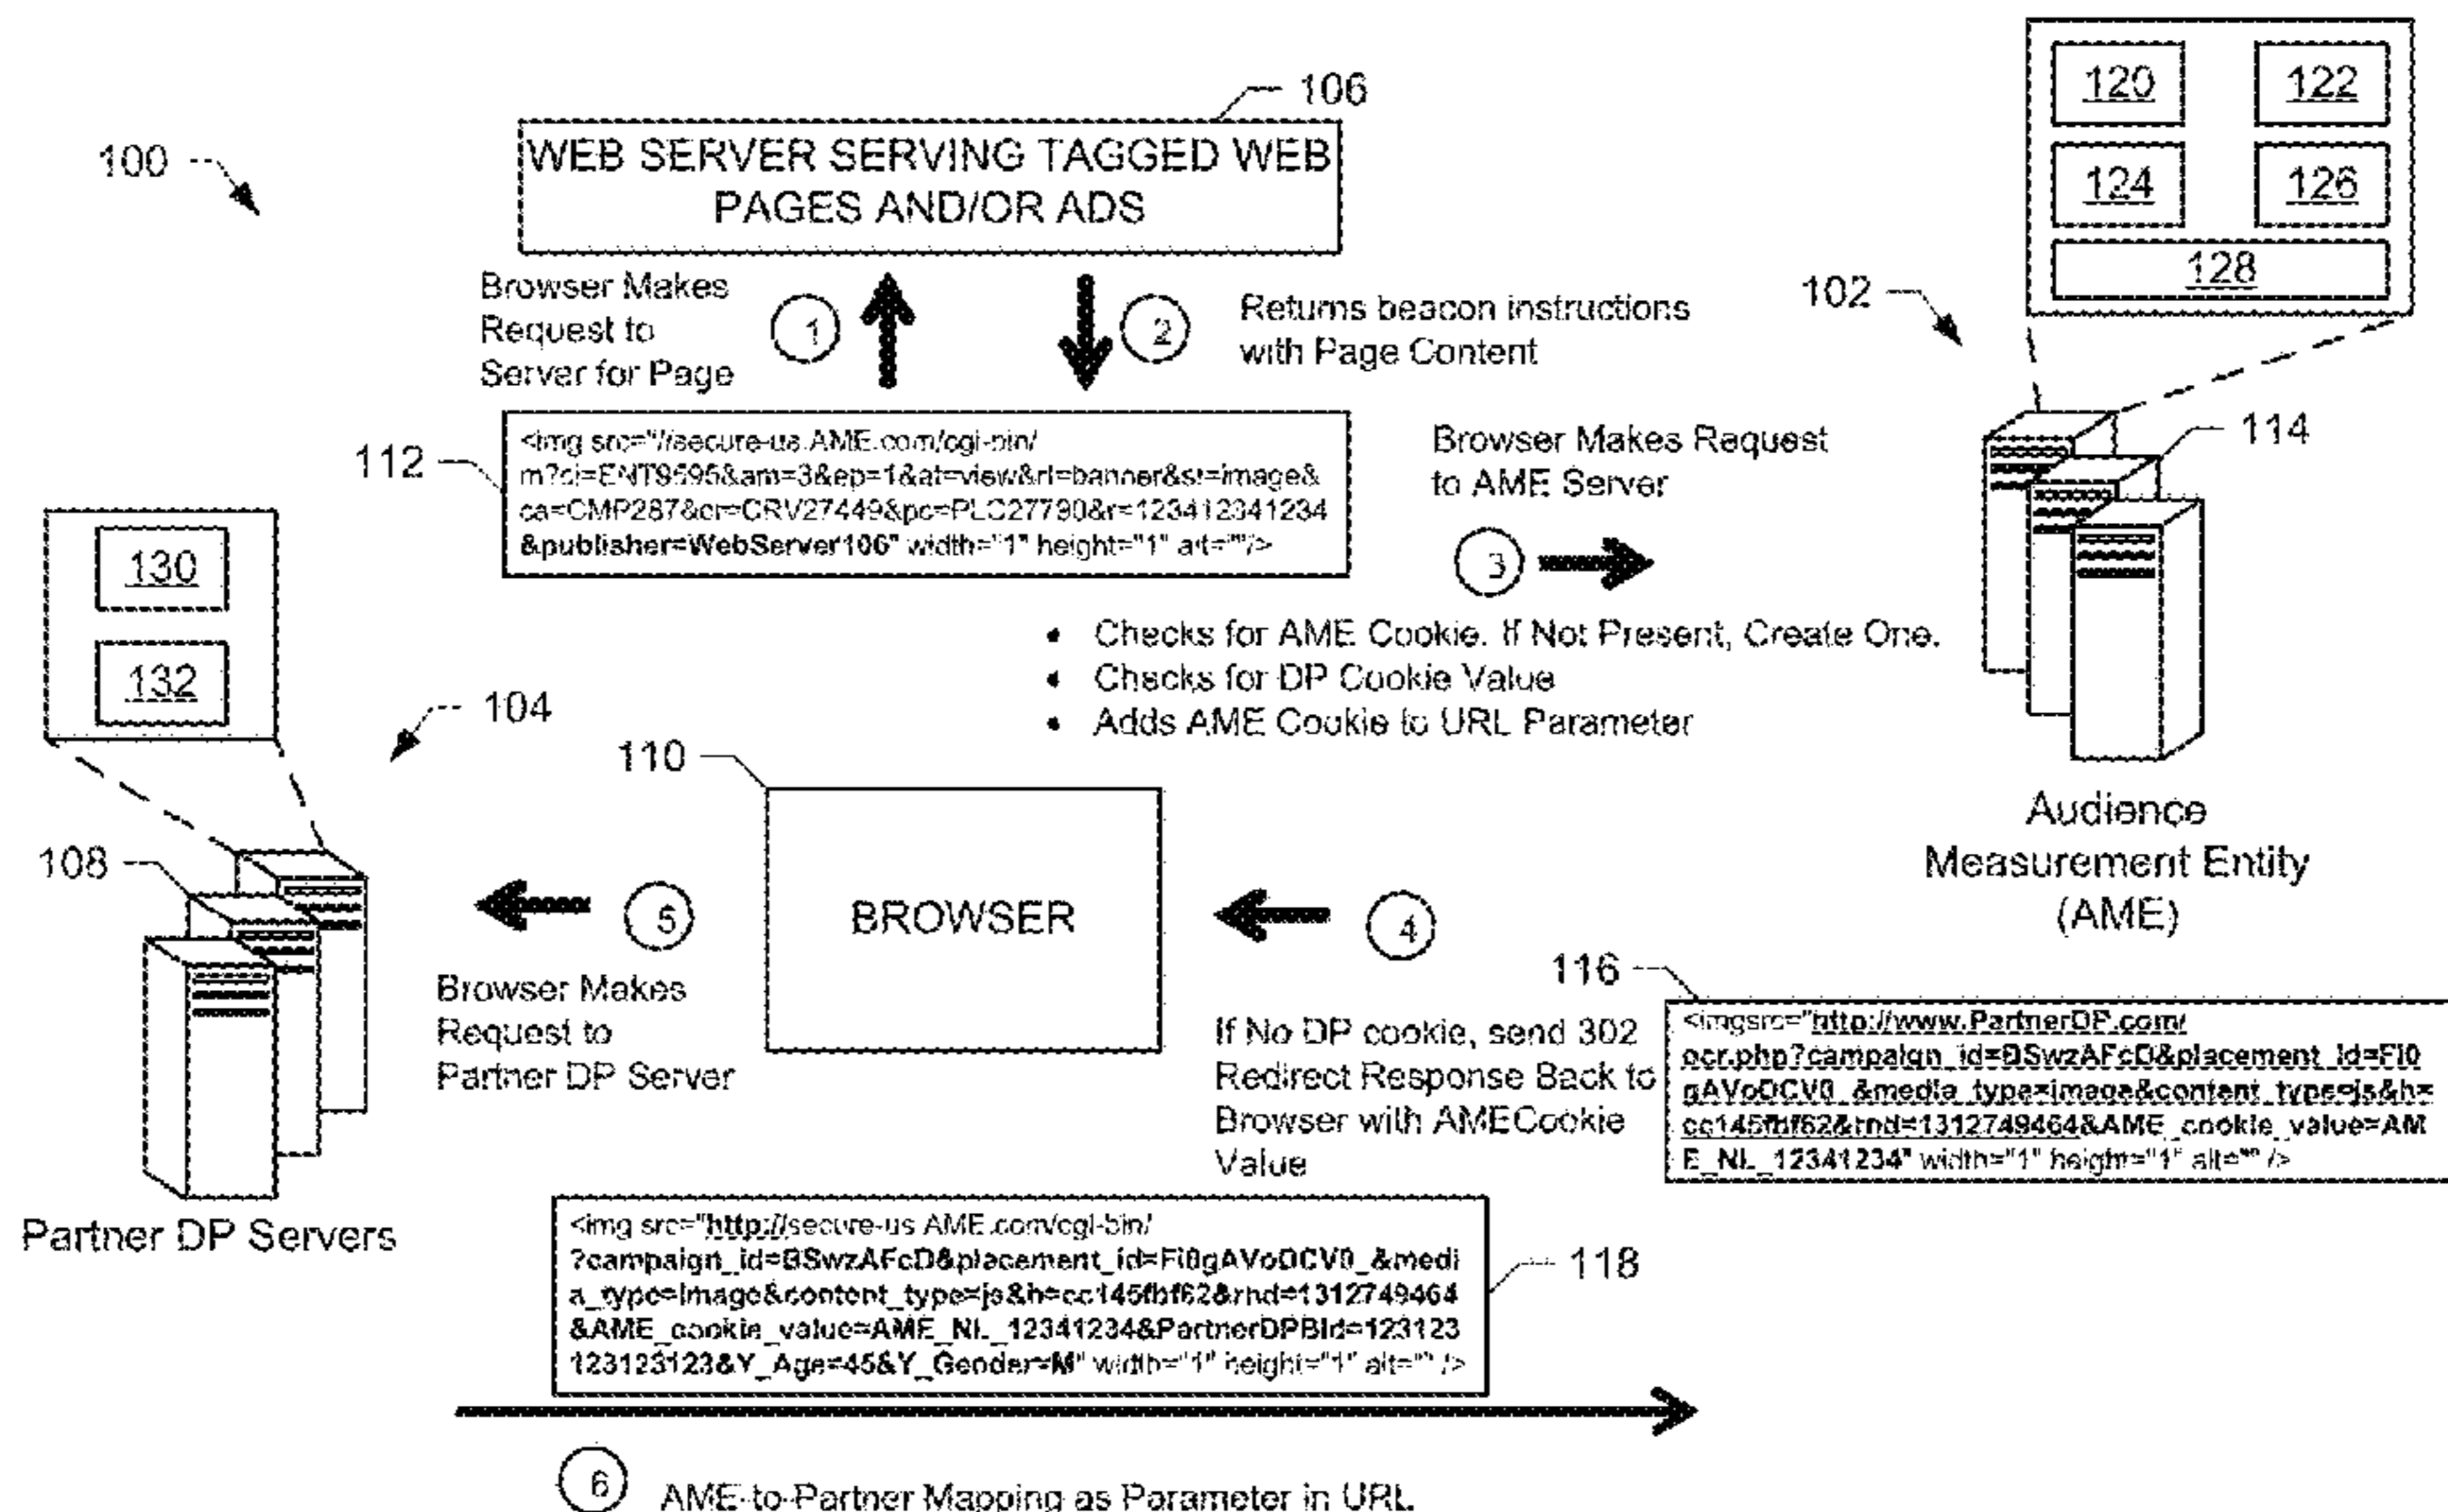 100
106
WEB SERVER SERVING TAGGED WEB
PAGES AND/OR ADS
120
122
124
126
128
102
Browser Makes
Request to
Server for Page
1
2
Returns beacon instructions
with Page Content
112
<img src="//secure-us.AME.com/cgi-bin/
m?ci=ENT9595&am=3&ep=1&at=view&rt=banner&st=image&
ca=CMP287&cr=CRV27449&pc=PLC27790&r=123412341234
&publisher=WebServer106" width="1" height="1" alt=""/>
Browser Makes Request
to AME Server
3
114
• Checks for AME Cookie. If Not Present, Create One.
• Checks for DP Cookie Value
• Adds AME Cookie to URL Parameter
130
132
104
110
BROWSER
108
Audience
Measurement Entity
(AME)
5
4
Browser Makes
Request to
Partner DP Server
If No DP cookie, send 302
Redirect Response Back to
Browser with AMECookie
Value
116
<imgsrc="http://www.PartnerDP.com/
ocr.php?campaign_id=BSwzAFcD&placement_id=Fi0
gAVoDCV0_&media_type=image&content_type=js&h=
cc145fbf62&rnd=1312749464&AME_cookie_value=AM
E_NL_12341234" width="1" height="1" alt="" />
Partner DP Servers
<img src="http://secure-us.AME.com/cgi-bin/
?campaign_id=BSwzAFcD&placement_id=Fi0gAVoDCV0_&medi
a_type=image&content_type=js&h=cc145fbf62&rnd=1312749464
&AME_cookie_value=AME_NL_12341234&PartnerDPBId=123123
123123123&Y_Age=45&Y_Gender=M" width="1" height="1" alt="" />
118
6
AME-to-Partner Mapping as Parameter in URL